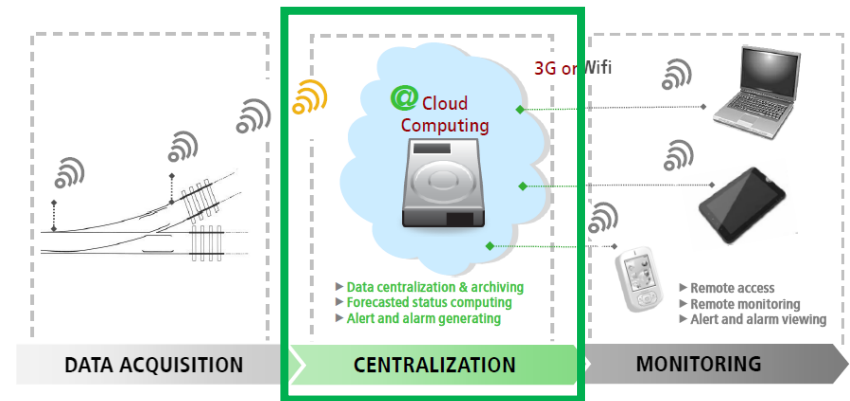 3G or Wifi
@ Cloud
Computing
Data centralization & archiving
Forecasted status computing
Alert and alarm generating
Remote access
Remote monitoring
Alert and alarm viewing
DATA ACQUISITION
CENTRALIZATION
MONITORING